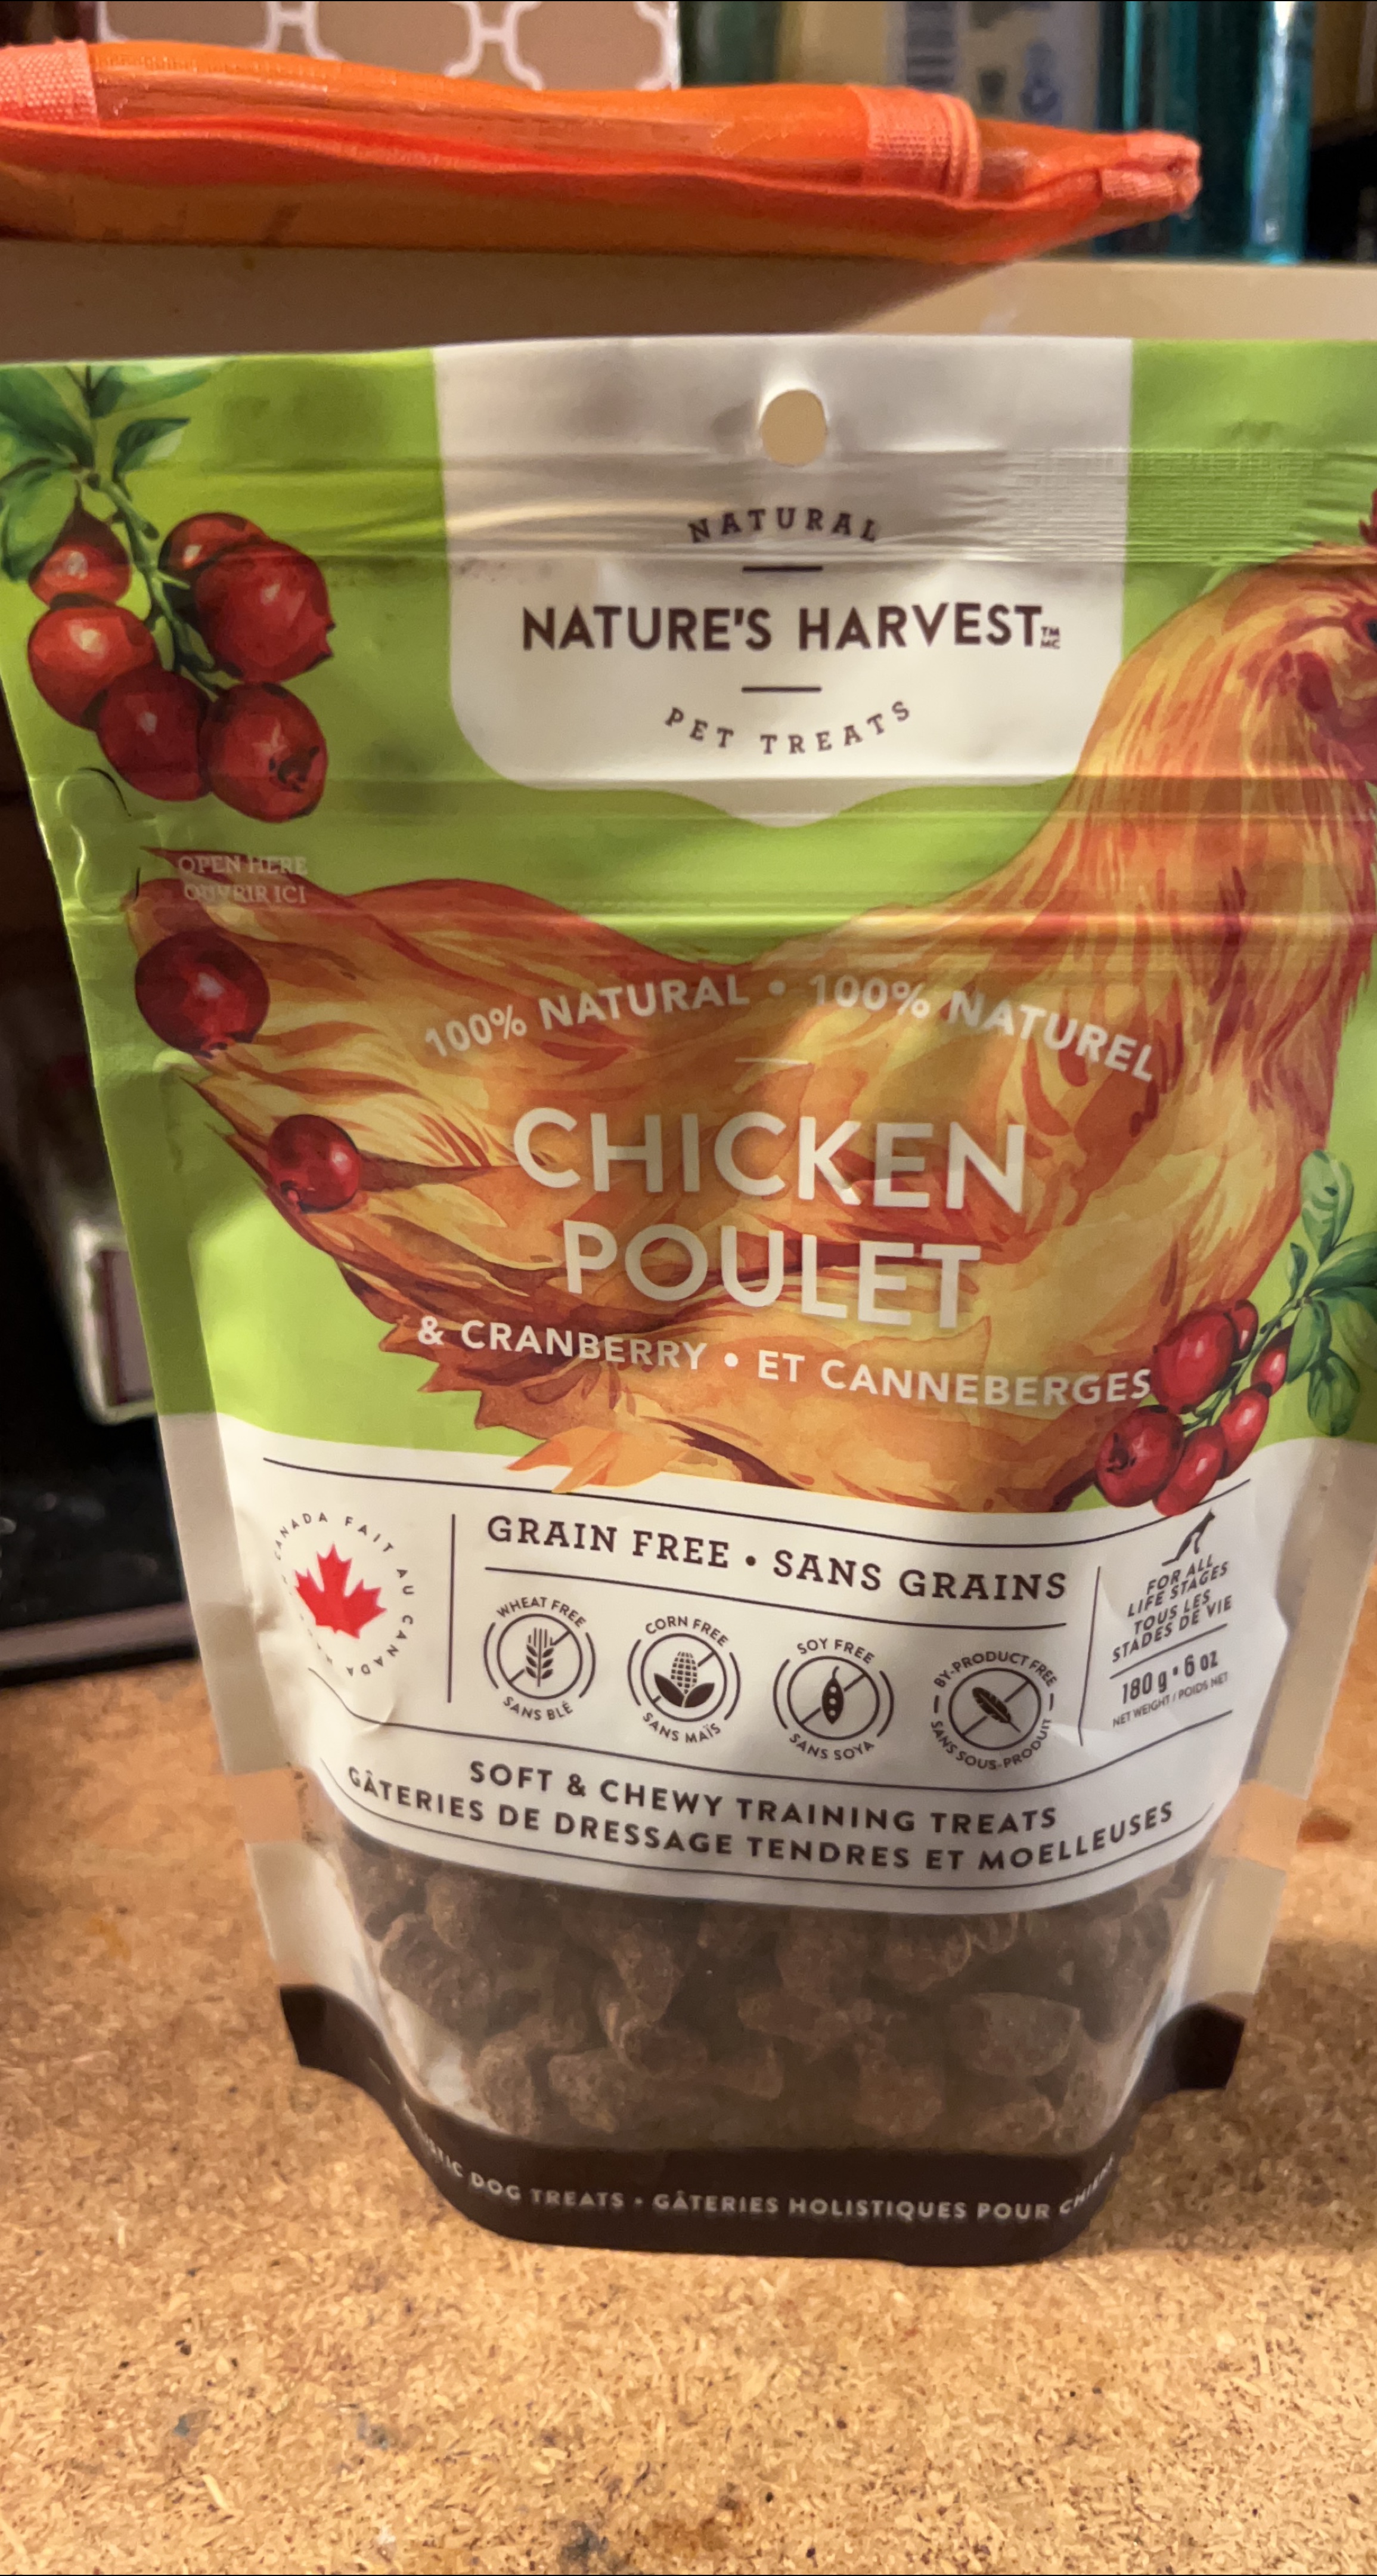 NATURAL
NATURE'S HARVEST™ MC
PET TREATS
OPEN HERE
OUVRIR ICI
100% NATURAL • 100% NATUREL
CHICKEN
POULET
& CRANBERRY • ET CANNEBERGES
CANADA FAIT AU CANADA
GRAIN FREE • SANS GRAINS
WHEAT FREE
SANS BLÉ
CORN FREE
SANS MAÏS
SOY FREE
SANS SOYA
BY-PRODUCT FREE
SANS SOUS-PRODUIT
FOR ALL
LIFE STAGES
TOUS LES
STADES DE VIE
180 g • 6 oz
NET WEIGHT / POIDS NET
SOFT & CHEWY TRAINING TREATS
GÂTERIES DE DRESSAGE TENDRES ET MOELLEUSES
DOG TREATS • GÂTERIES HOLISTIQUES POUR CHIENS